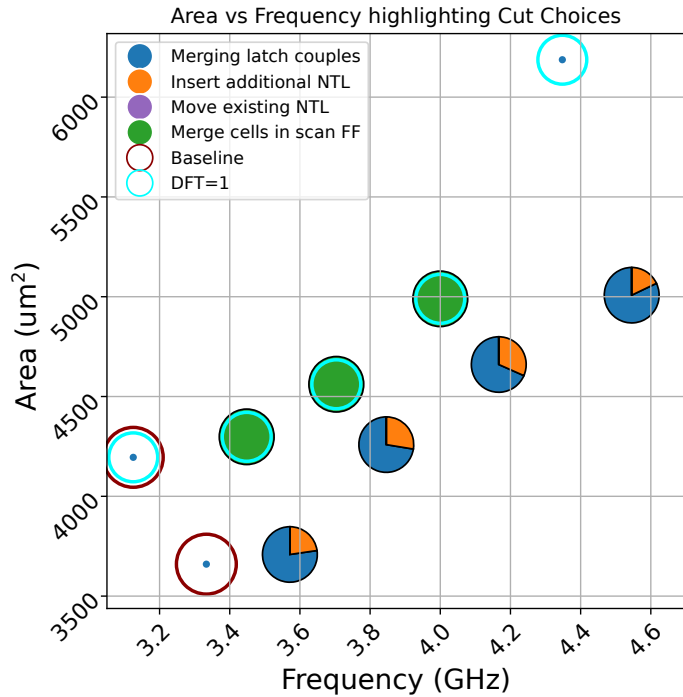 Area vs Frequency highlighting Cut Choices
Merging latch couples
Insert additional NTL
Move existing NTL
Merge cells in scan FF
Baseline
DFT=1
Area (um²)
6000
5500
5000
4500
4000
3500
3.2 3.4 3.6 3.8 4.0 4.2 4.4 4.6
Frequency (GHz)